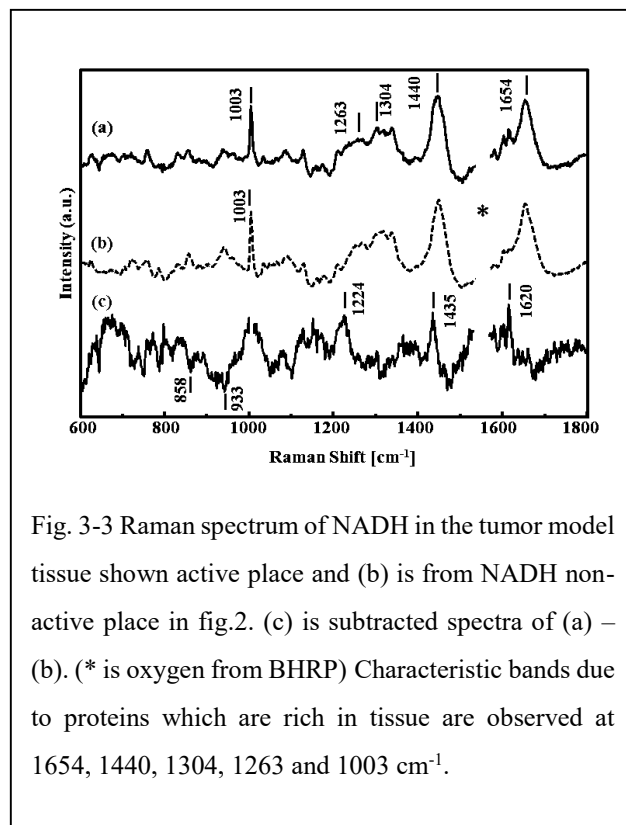 1003
1263
1304
1440
1654
(a)
1003
*
(b)
(c)
1224
1435
1620
858
933
Intensity (a.u.)
600 800 1000 1200 1400 1600 1800
Raman Shift [cm⁻¹]
Fig. 3-3 Raman spectrum of NADH in the tumor model
tissue shown active place and (b) is from NADH non-
active place in fig.2. (c) is subtracted spectra of (a) –
(b). (* is oxygen from BHRP) Characteristic bands due
to proteins which are rich in tissue are observed at
1654, 1440, 1304, 1263 and 1003 cm⁻¹.